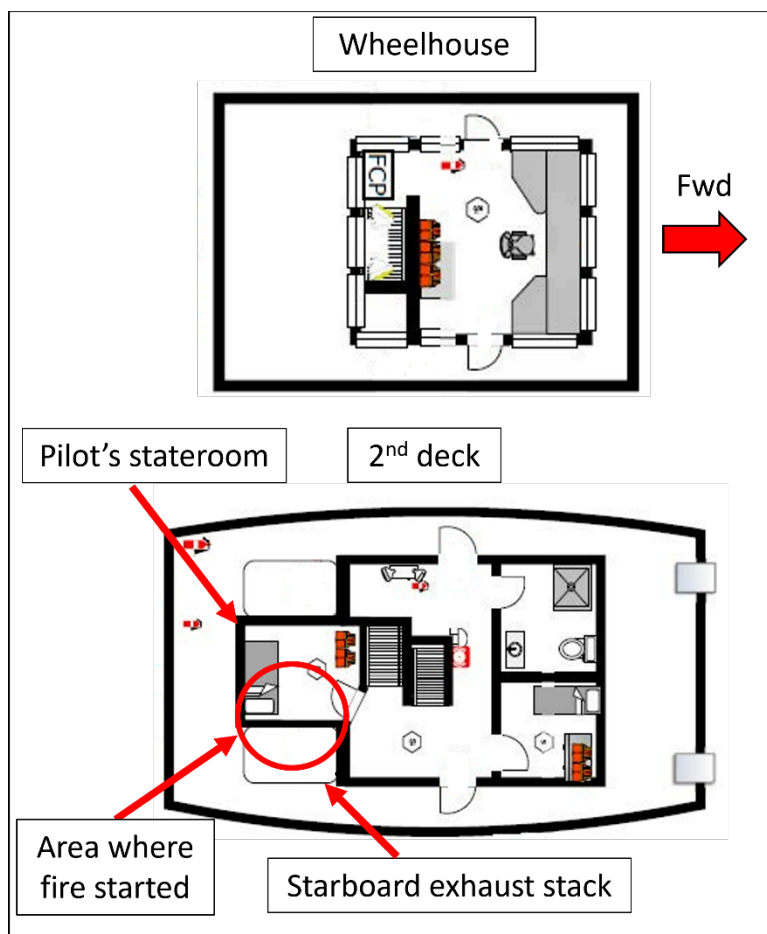 Wheelhouse
FCP
Fwd
Pilot's stateroom
2nd deck
Area where
fire started
Starboard exhaust stack